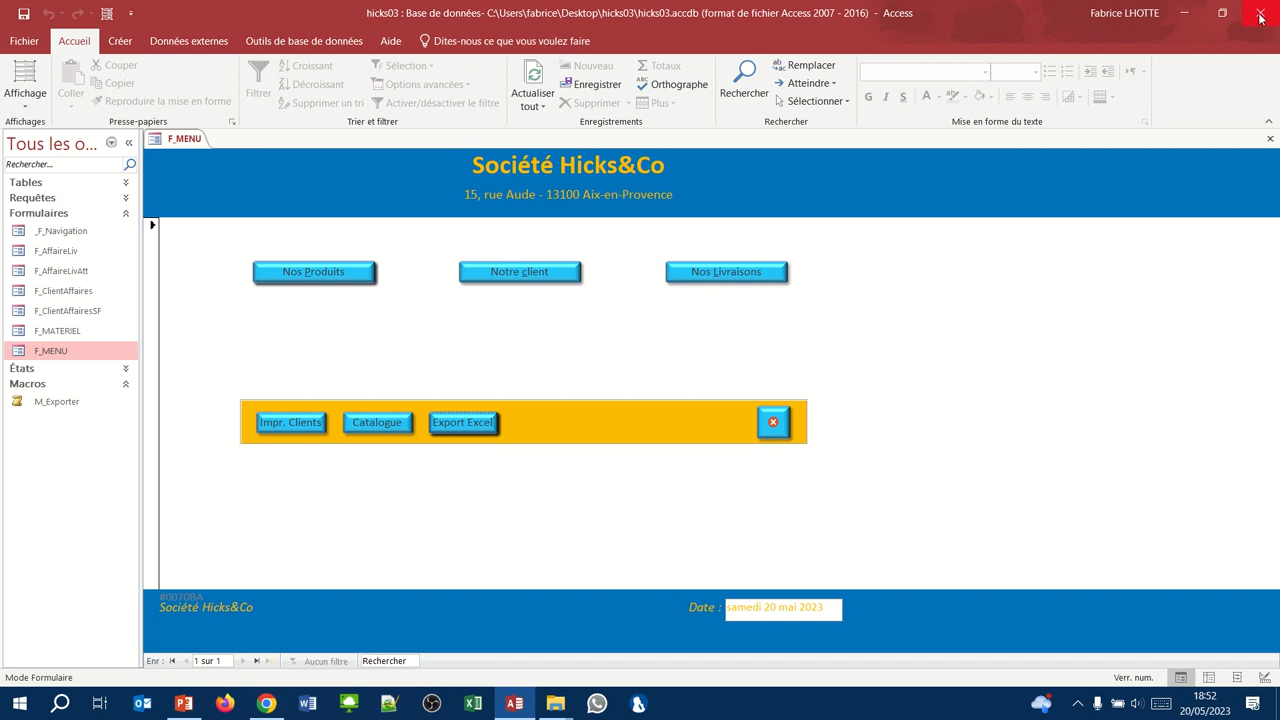 hicks03 : Base de données- C:\Users\fabrice\Desktop\hicks03\hicks03.accdb (format de fichier Access 2007 - 2016) - Access
Fabrice LHOTTE
Fichier Accueil Créer Données externes Outils de base de données Aide Dites-nous ce que vous voulez faire
Affichage
Affichages
Coller
Couper
Copier
Reproduire la mise en forme
Presse-papiers
Filtrer
Croissant
Décroissant
Supprimer un tri
Sélection
Options avancées
Activer/désactiver le filtre
Trier et filtrer
Actualiser
tout
Nouveau
Enregistrer
Supprimer
Totaux
Orthographe
Plus
Enregistrements
Rechercher
Remplacer
Atteindre
Sélectionner
Rechercher
G I S A
Mise en forme du texte
Tous les o...
Rechercher...
Tables
Requêtes
Formulaires
_F_Navigation
F_AffaireLiv
F_AffaireLivAtt
F_ClientAffaires
F_ClientAffairesSF
F_MATERIEL
F_MENU
États
Macros
M_Exporter
F_MENU
Société Hicks&Co
15, rue Aude - 13100 Aix-en-Provence
Nos Produits Notre client Nos Livraisons
Impr. Clients Catalogue Export Excel
#0070BA
Société Hicks&Co
Date : samedi 20 mai 2023
Enr : 1 sur 1 Aucun filtre Rechercher
Mode Formulaire
Verr. num.
18:52
20/05/2023